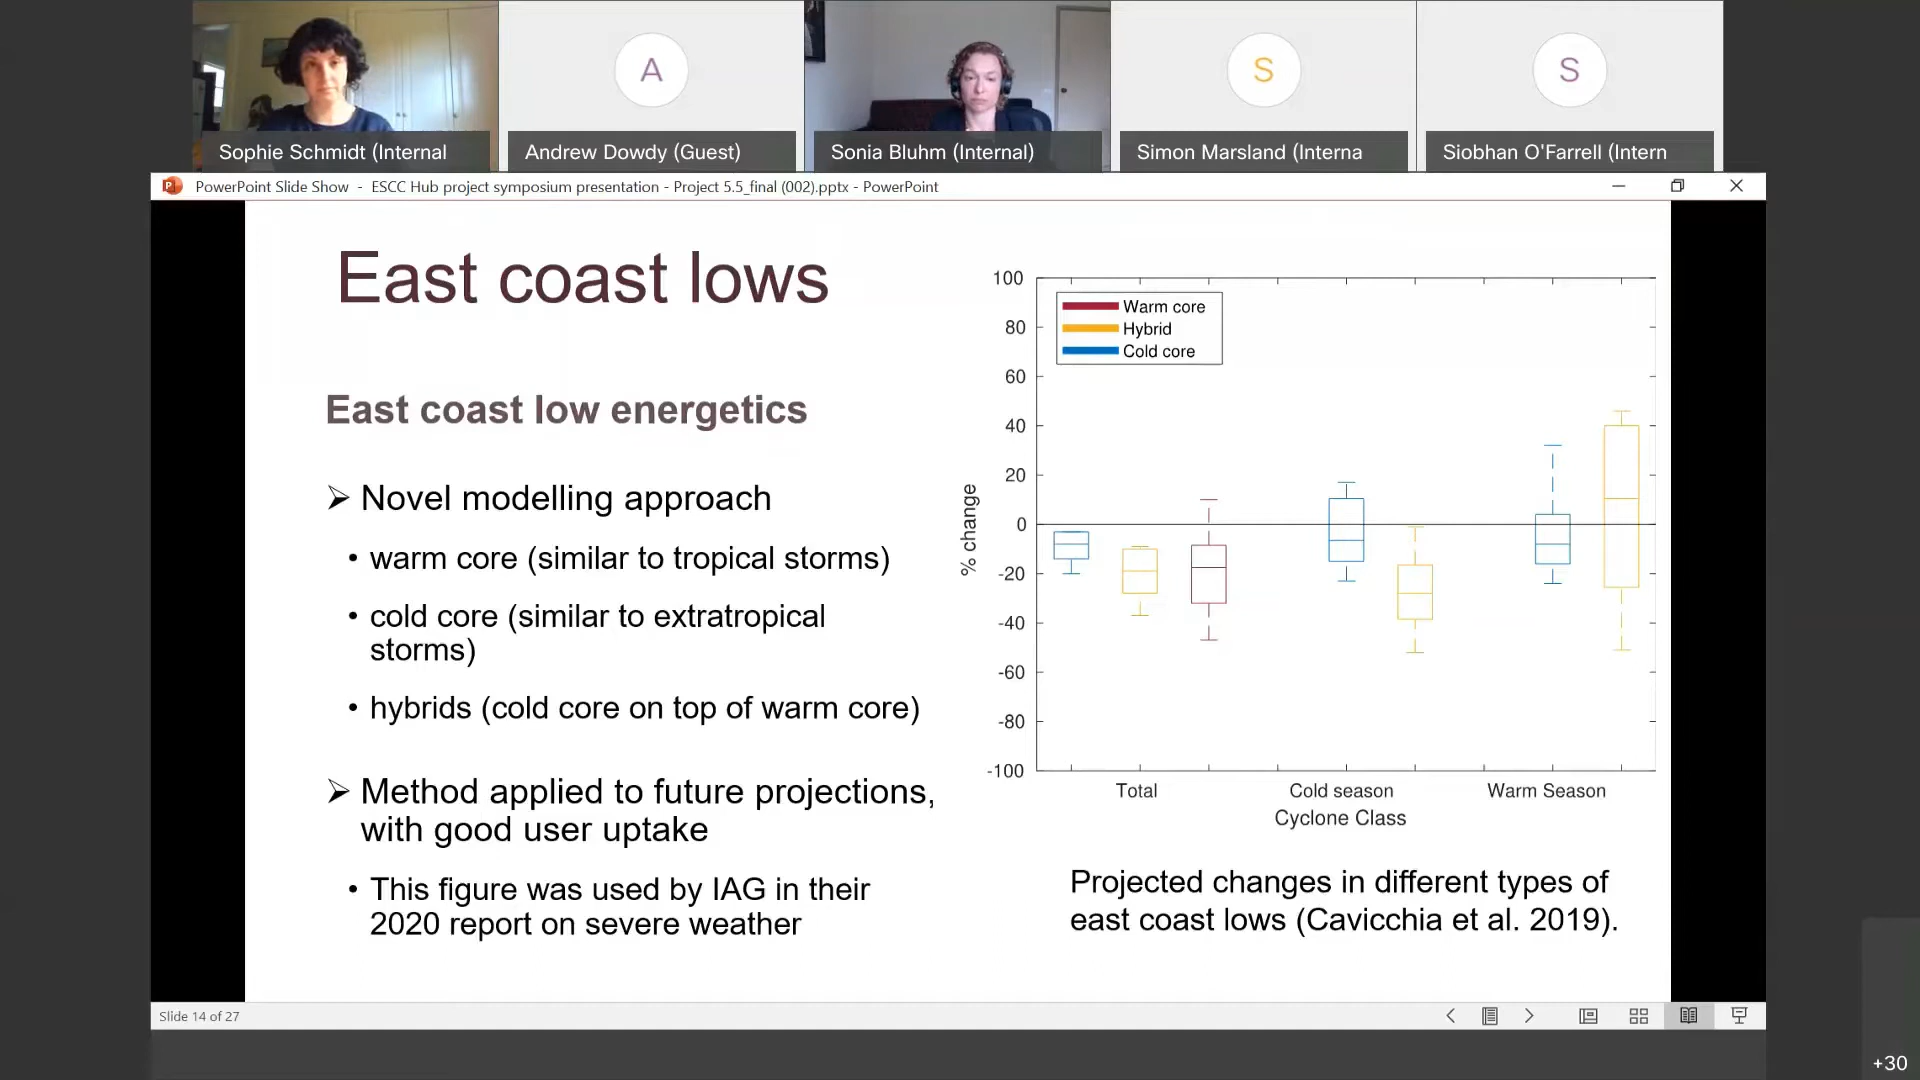 A
S
S
Sophie Schmidt (Internal
Andrew Dowdy (Guest)
Sonia Bluhm (Internal)
Simon Marsland (Interna
Siobhan O'Farrell (Intern
PowerPoint Slide Show - ESCC Hub project symposium presentation - Project 5.5_final (002).pptx - PowerPoint
East coast lows
East coast low energetics
➢ Novel modelling approach
• warm core (similar to tropical storms)
• cold core (similar to extratropical
storms)
• hybrids (cold core on top of warm core)
➢ Method applied to future projections,
with good user uptake
• This figure was used by IAG in their
2020 report on severe weather
100
80
60
40
20
0
-20
-40
-60
-80
-100
% change
Warm core
Hybrid
Cold core
Total
Cold season
Warm Season
Cyclone Class
Projected changes in different types of
east coast lows (Cavicchia et al. 2019).
Slide 14 of 27
+30